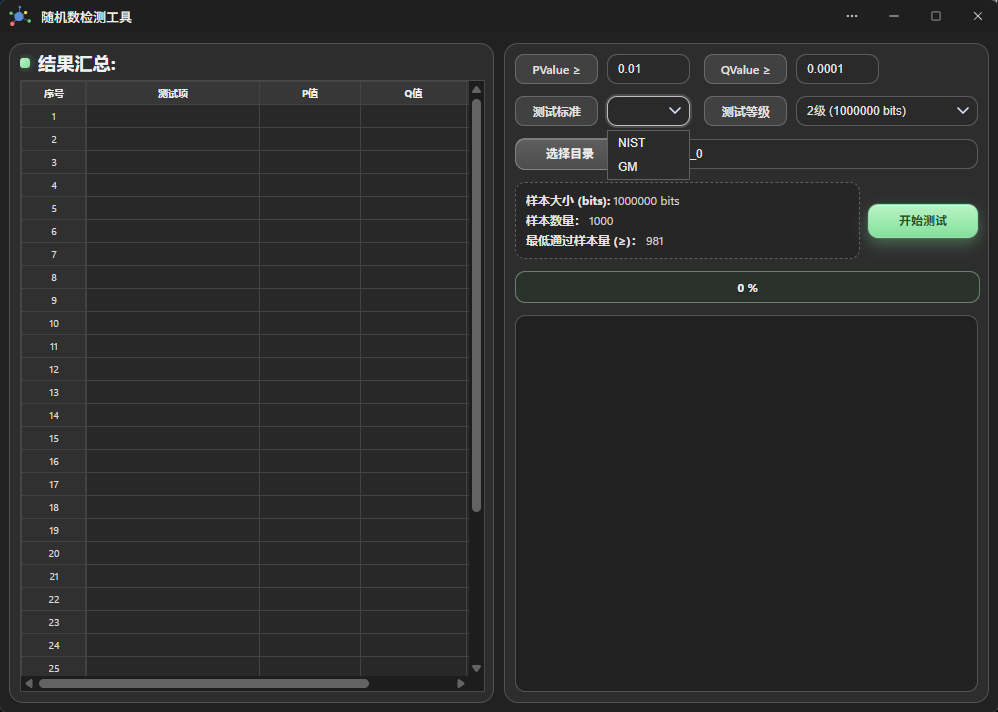 随机数检测工具
结果汇总:
序号 测试项 P值 Q值
1
2
3
4
5
6
7
8
9
10
11
12
13
14
15
16
17
18
19
20
21
22
23
24
25
PValue ≥ 0.01 QValue ≥ 0.0001
测试标准 测试等级 2级 (1000000 bits)
NIST
GM
选择目录 _0
样本大小 (bits): 1000000 bits
样本数量： 1000
最低通过样本量 (≥)： 981
开始测试
0 %